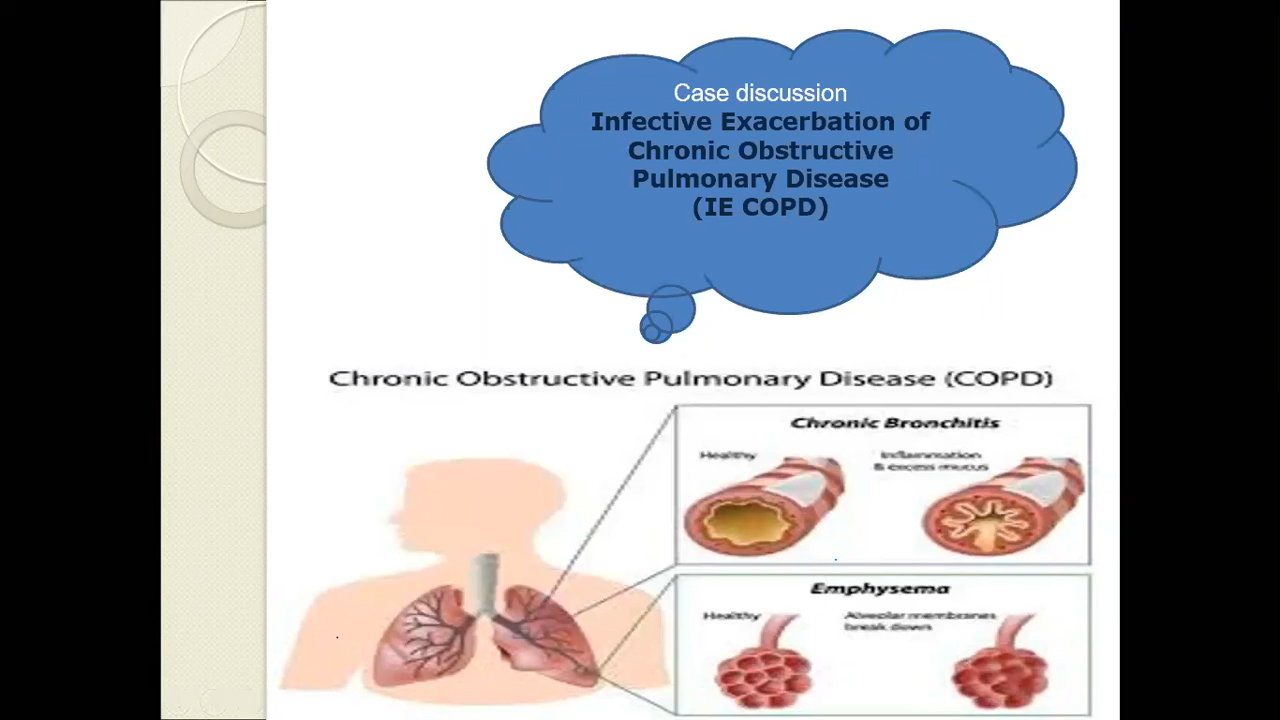 Case discussion
Infective Exacerbation of
Chronic Obstructive
Pulmonary Disease
(IE COPD)
Chronic Obstructive Pulmonary Disease (COPD)
Chronic Bronchitis
Healthy
Inflammation
& excess mucus
Emphysema
Healthy
Alveolar membranes
break down